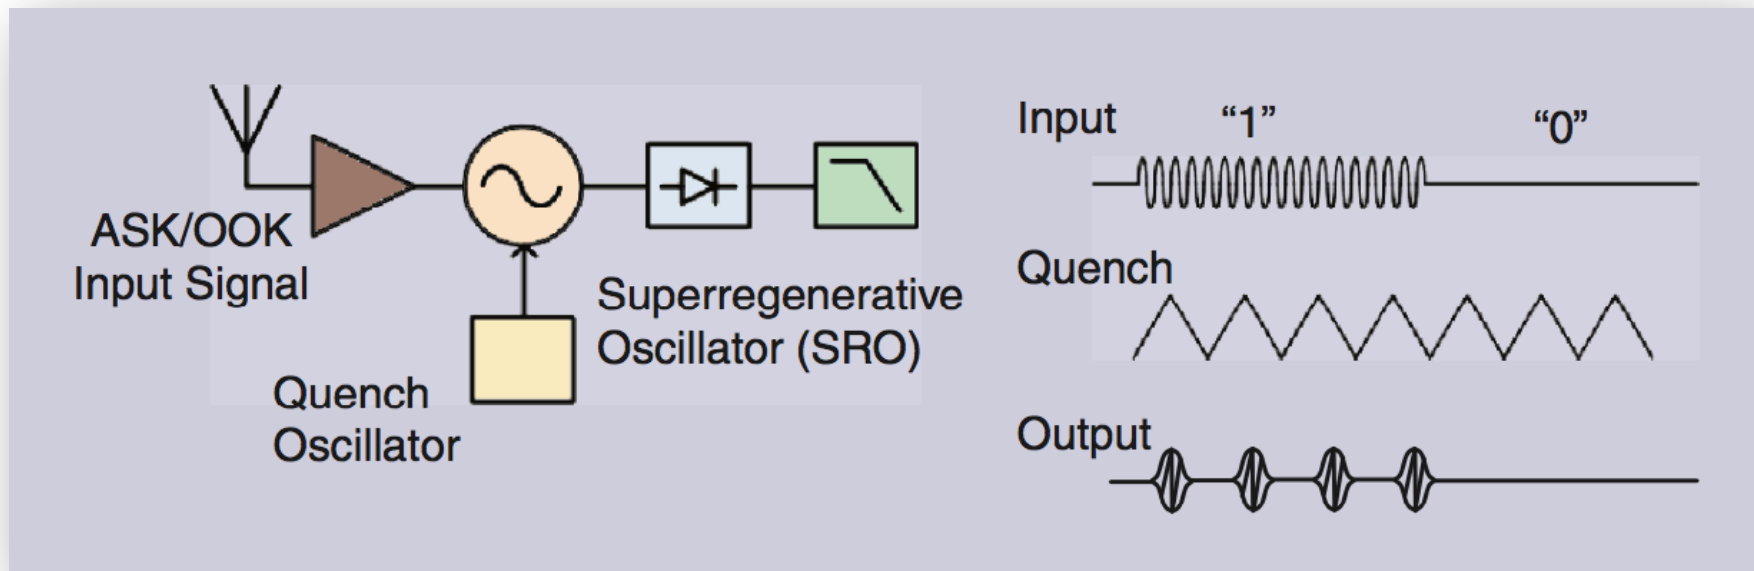 ASK/OOK
Input Signal
Superregenerative
Oscillator (SRO)
Quench
Oscillator
Input “1” “0”
Quench
Output